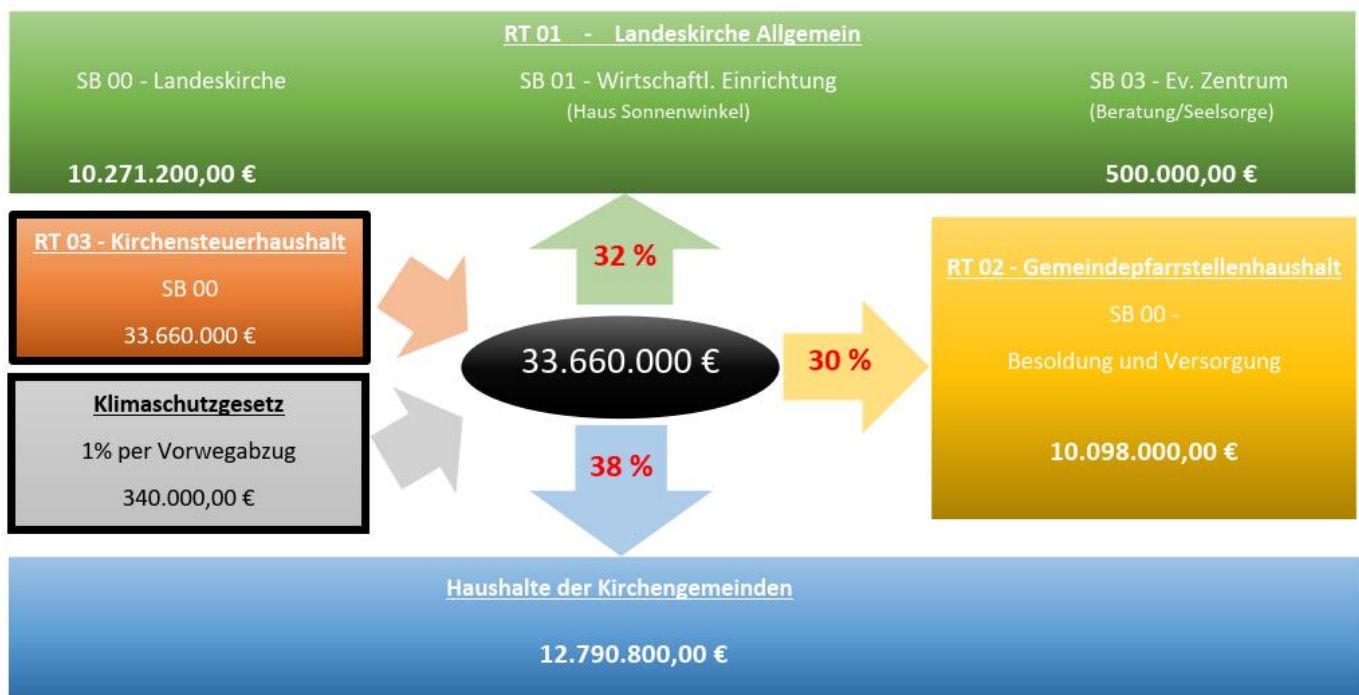 RT 01 - Landeskirche Allgemein
SB 00 - Landeskirche
SB 01 - Wirtschaftl. Einrichtung
(Haus Sonnenwinkel)
SB 03 - Ev. Zentrum
(Beratung/Seelsorge)
10.271.200,00 €
500.000,00 €
RT 03 - Kirchensteuerhaushalt
SB 00
33.660.000 €
Klimaschutzgesetz
1% per Vorwegabzug
340.000,00 €
32 %
33.660.000 €
30 %
38 %
RT 02 - Gemeindepfarrstellenhaushalt
SB 00 -
Besoldung und Versorgung
10.098.000,00 €
Haushalte der Kirchengemeinden
12.790.800,00 €